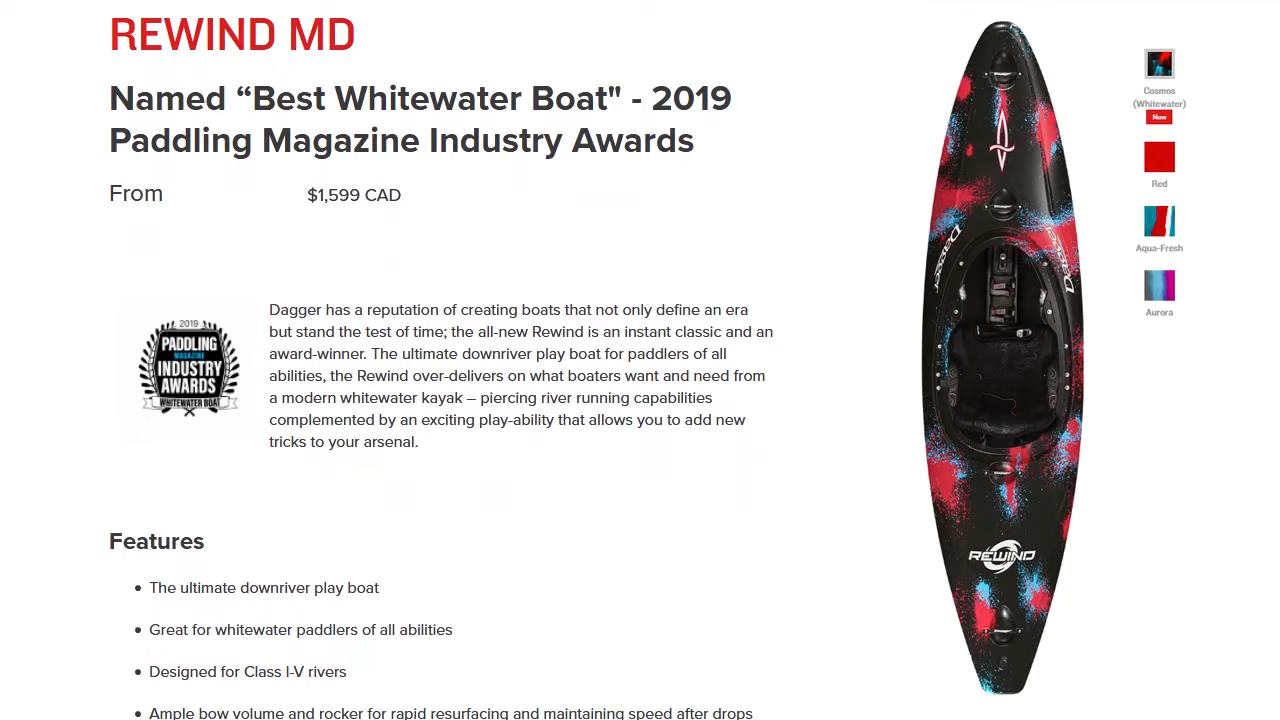 REWIND MD
Named “Best Whitewater Boat" - 2019
Paddling Magazine Industry Awards
From $1,599 CAD
2019
PADDLING
MAGAZINE
INDUSTRY
AWARDS
WHITEWATER BOAT
Dagger has a reputation of creating boats that not only define an era
but stand the test of time; the all-new Rewind is an instant classic and an
award-winner. The ultimate downriver play boat for paddlers of all
abilities, the Rewind over-delivers on what boaters want and need from
a modern whitewater kayak – piercing river running capabilities
complemented by an exciting play-ability that allows you to add new
tricks to your arsenal.
Features
• The ultimate downriver play boat
• Great for whitewater paddlers of all abilities
• Designed for Class I-V rivers
• Ample bow volume and rocker for rapid resurfacing and maintaining speed after drops
Dagger
Dagger
REWIND
Cosmos
(Whitewater)
New
Red
Aqua-Fresh
Aurora